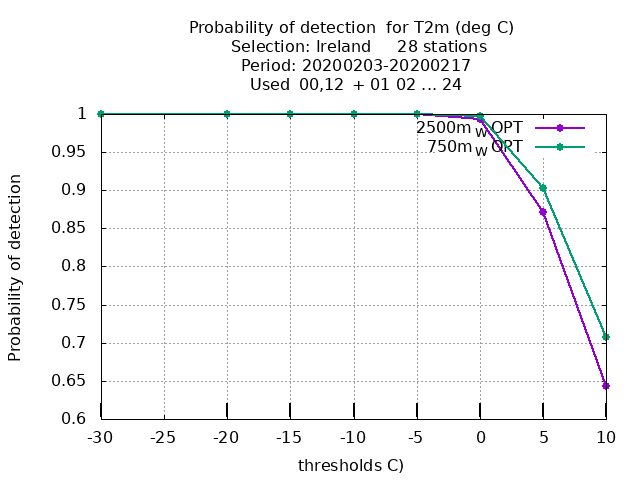 Probability of detection  for T2m (deg C)
Selection: Ireland     28 stations
Period: 20200203-20200217
Used  00,12  + 01 02 ... 24
Probability of detection
1
0.95
0.9
0.85
0.8
0.75
0.7
0.65
0.6
2500m W OPT
750m W OPT
-30 -25 -20 -15 -10 -5 0 5 10
thresholds C)